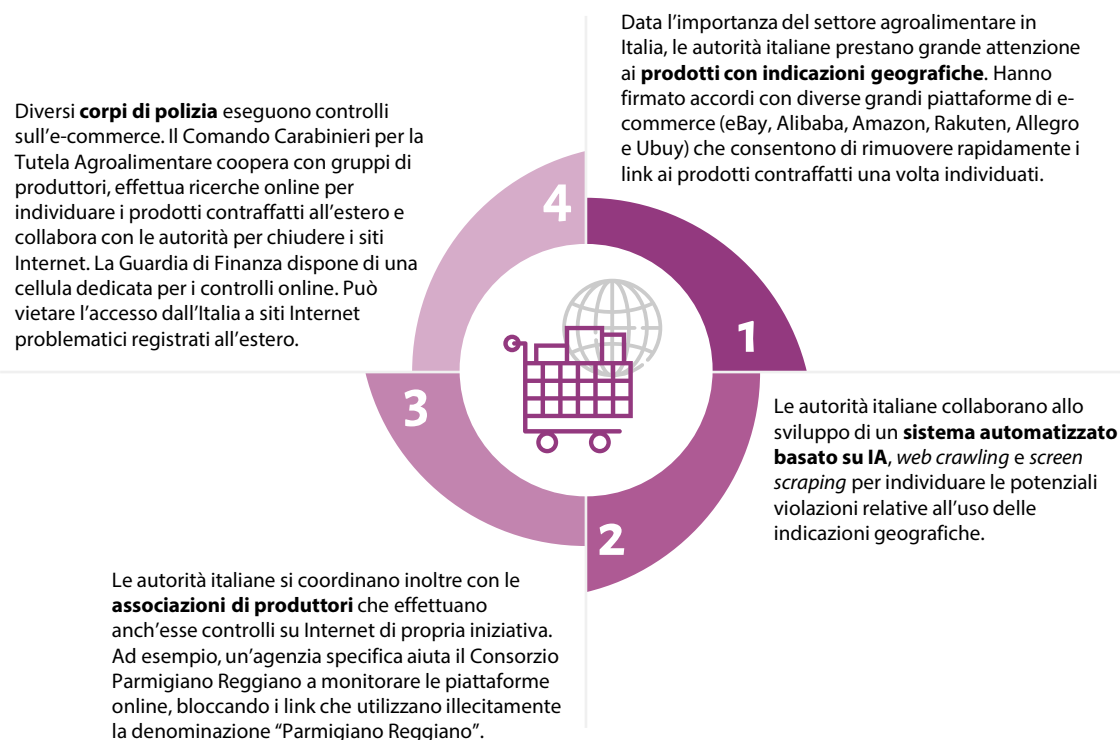 Data l’importanza del settore agroalimentare in
Italia, le autorità italiane prestano grande attenzione
ai prodotti con indicazioni geografiche. Hanno
firmato accordi con diverse grandi piattaforme di e-
commerce (eBay, Alibaba, Amazon, Rakuten, Allegro
e Ubuy) che consentono di rimuovere rapidamente i
link ai prodotti contraffatti una volta individuati.
1
Le autorità italiane collaborano allo
sviluppo di un sistema automatizzato
basato su IA, web crawling e screen
scraping per individuare le potenziali
violazioni relative all’uso delle
indicazioni geografiche.
2
Le autorità italiane si coordinano inoltre con le
associazioni di produttori che effettuano
anch’esse controlli su Internet di propria iniziativa.
Ad esempio, un’agenzia specifica aiuta il Consorzio
Parmigiano Reggiano a monitorare le piattaforme
online, bloccando i link che utilizzano illecitamente
la denominazione “Parmigiano Reggiano”.
3
Diversi corpi di polizia eseguono controlli
sull’e-commerce. Il Comando Carabinieri per la
Tutela Agroalimentare coopera con gruppi di
produttori, effettua ricerche online per
individuare i prodotti contraffatti all’estero e
collabora con le autorità per chiudere i siti
Internet. La Guardia di Finanza dispone di una
cellula dedicata per i controlli online. Può
vietare l’accesso dall’Italia a siti Internet
problematici registrati all’estero.
4